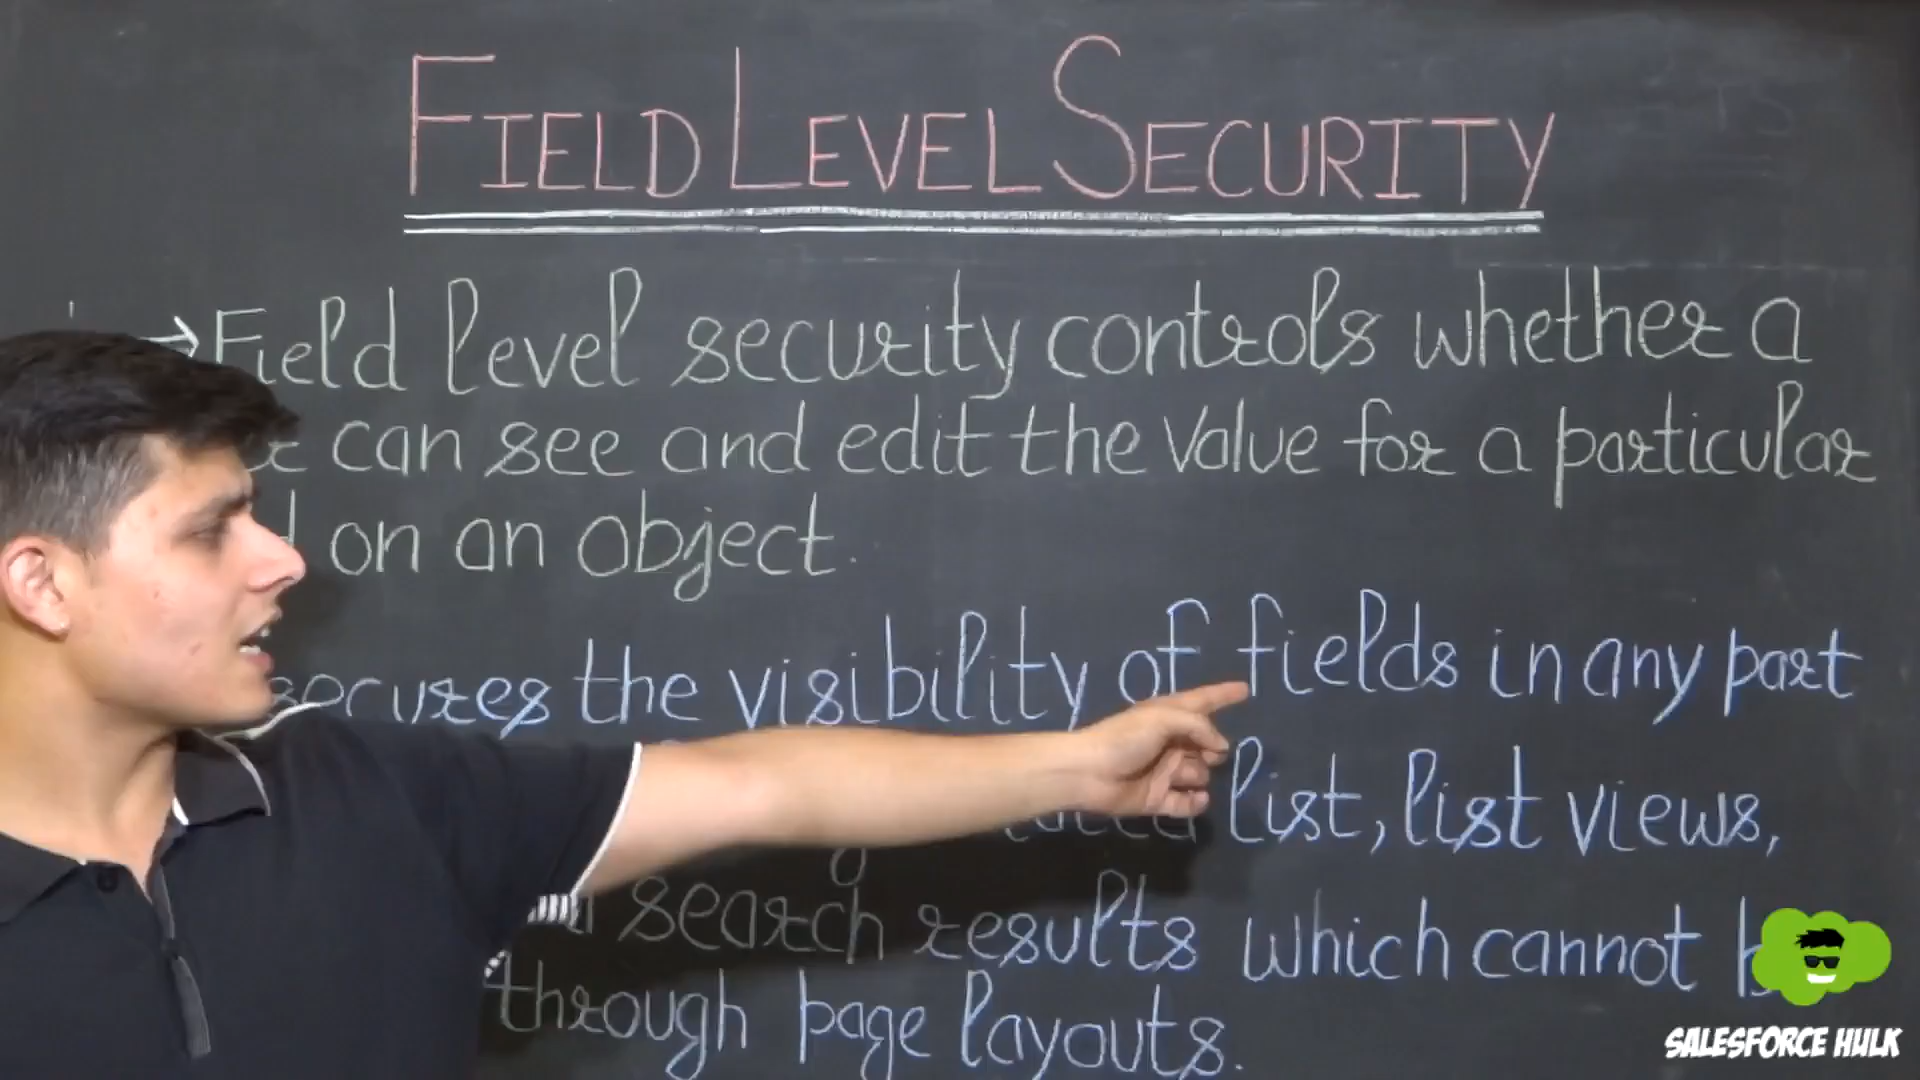 FIELD LEVEL SECURITY
→ Field level security controls whether a
can see and edit the value for a particular
on an object.
secures the visibility of fields in any part
list, list views,
search results which cannot
through page layouts.
SALESFORCE HULK